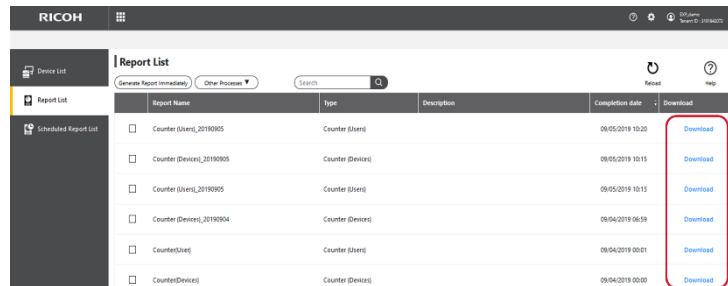 RICOH
EXP,demo
Device List
Report List
Scheduled Report List
Report List
Generate Report Immediately Other Processes ▼ Search Reload Help
Report Name Type Description Completion date Download
Counter (Users)_20190905 Counter (Users) 09/05/2019 10:20 Download
Counter (Devices)_20190905 Counter (Devices) 09/05/2019 10:15 Download
Counter (Users)_20190905 Counter (Users) 09/05/2019 10:13 Download
Counter (Devices)_20190904 Counter (Devices) 09/04/2019 06:59 Download
Counter(User) Counter (Users) 09/04/2019 00:01 Download
Counter(Devices) Counter (Devices) 09/04/2019 00:00 Download